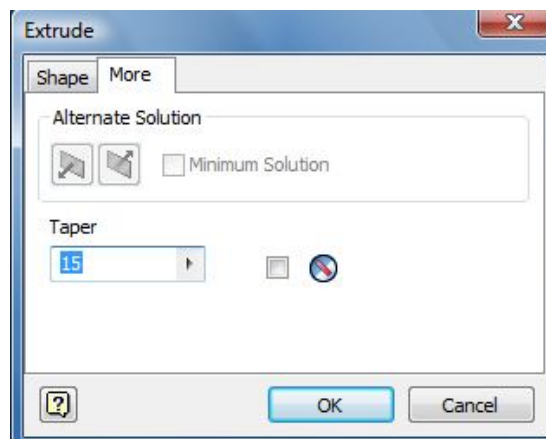 Extrude
Shape More
Alternate Solution
Minimum Solution
Taper
15
?
OK Cancel